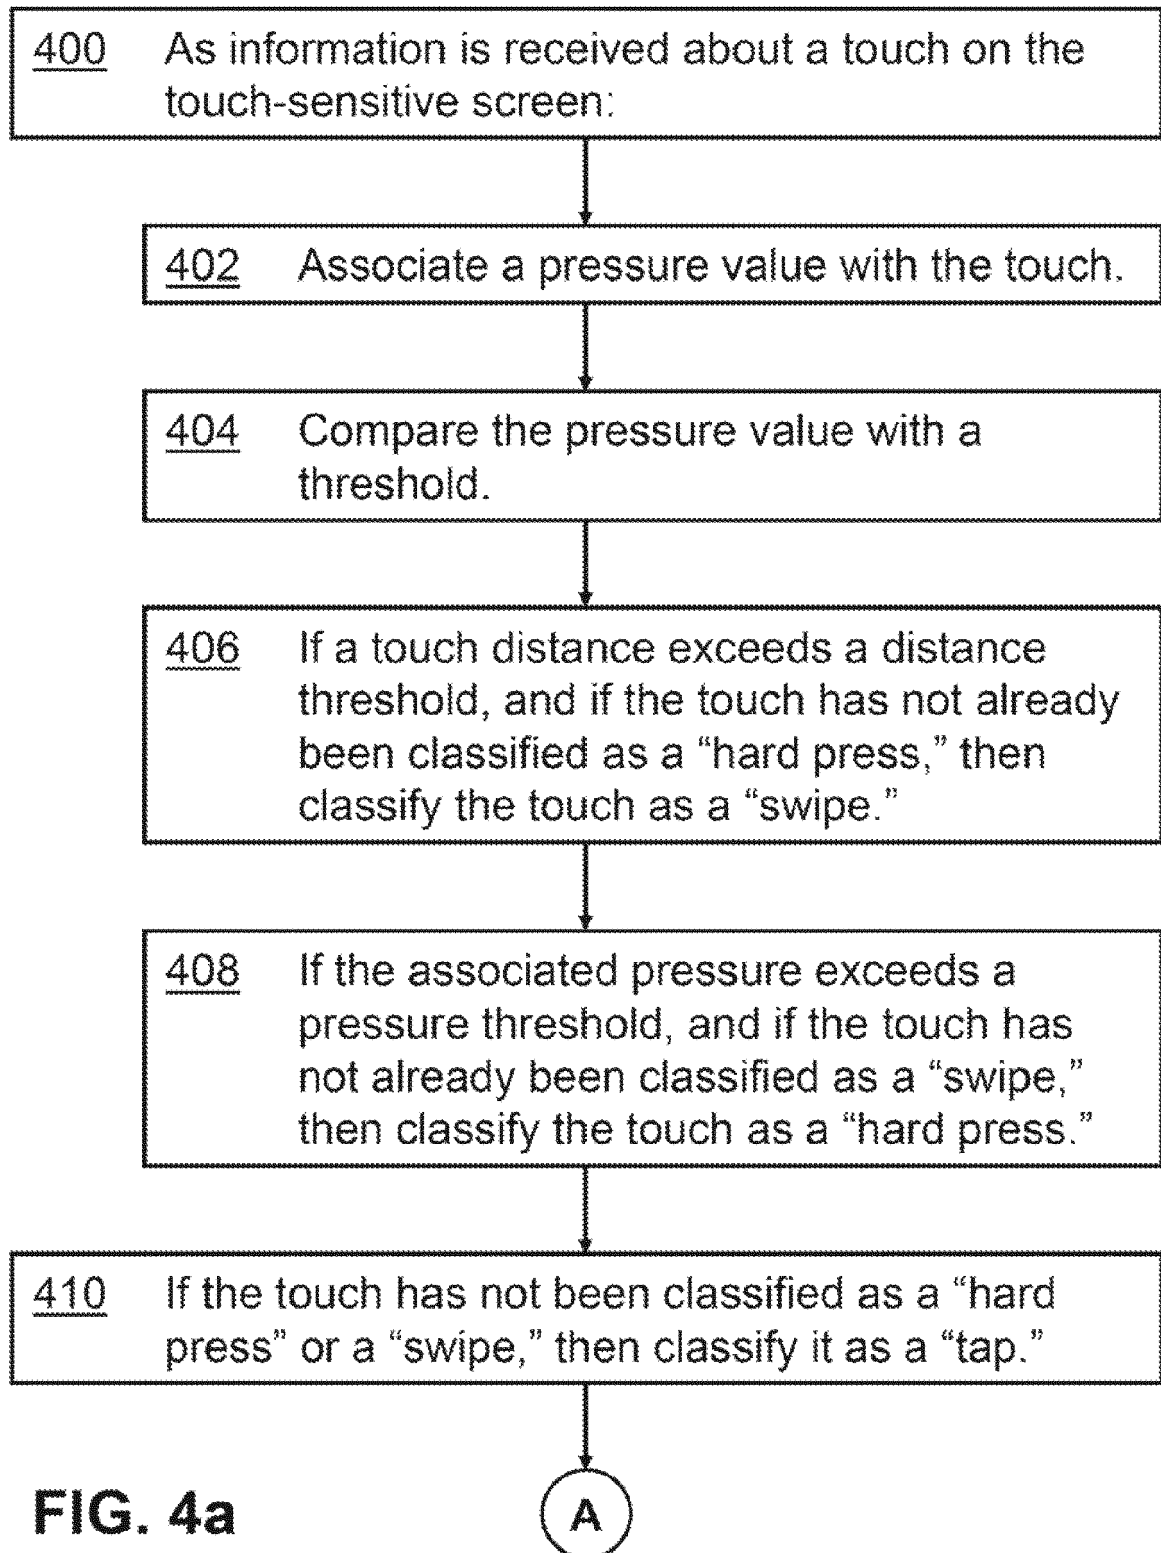 400 As information is received about a touch on the
touch-sensitive screen:
402 Associate a pressure value with the touch.
404 Compare the pressure value with a
threshold.
406 If a touch distance exceeds a distance
threshold, and if the touch has not already
been classified as a “hard press,” then
classify the touch as a “swipe.”
408 If the associated pressure exceeds a
pressure threshold, and if the touch has
not already been classified as a “swipe,”
then classify the touch as a “hard press.”
410 If the touch has not been classified as a “hard
press” or a “swipe,” then classify it as a “tap.”
FIG. 4a
A